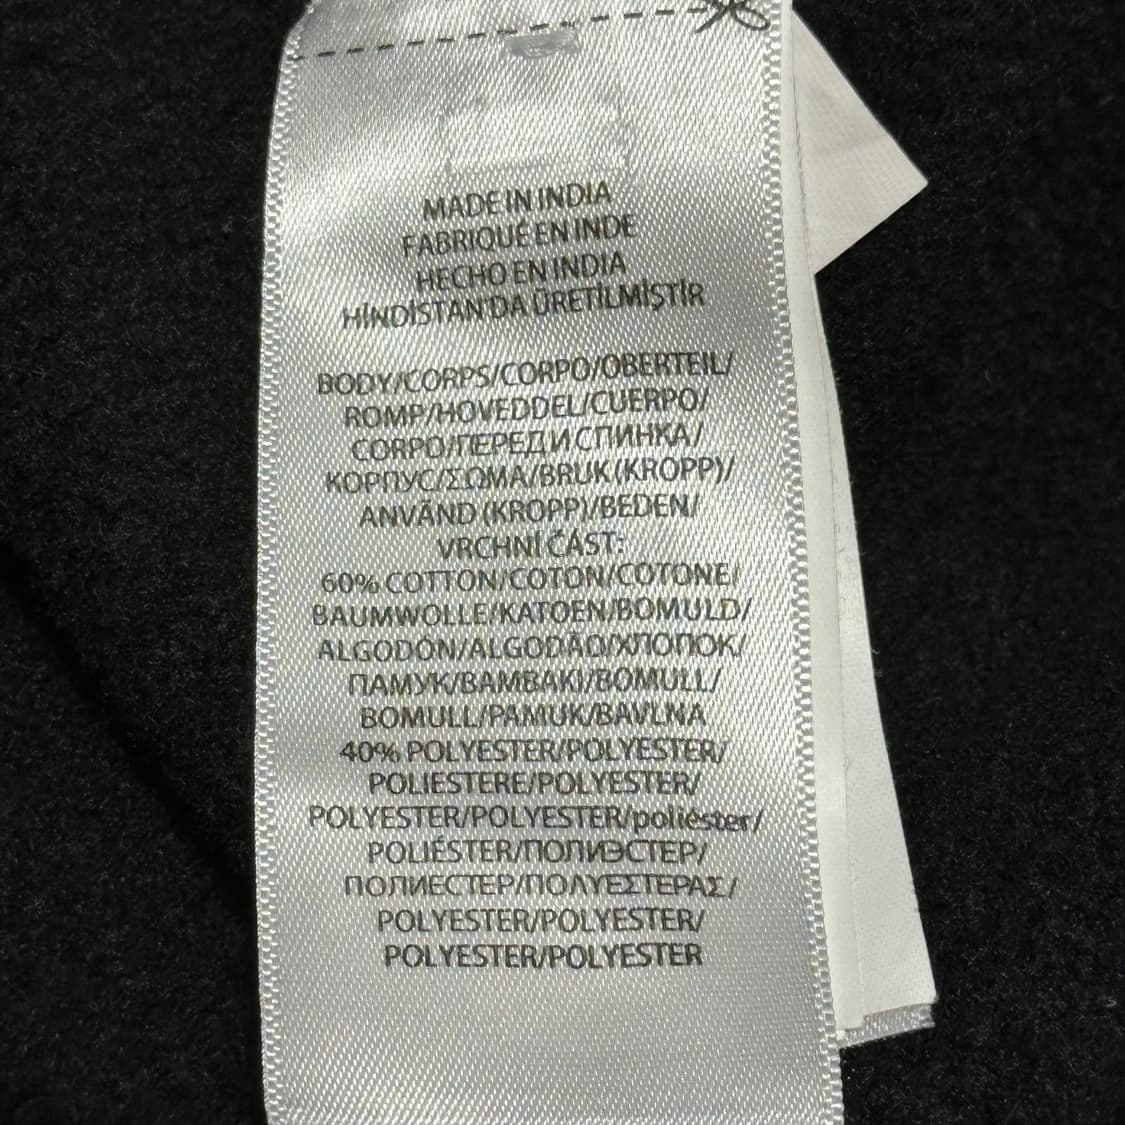 MADE IN INDIA
FABRIQUÉ EN INDE
HECHO EN INDIA
HİNDİSTAN'DA ÜRETİLMİŞTİR
BODY/CORPS/CORPO/OBERTEIL/
ROMP/HOVEDDEL/CUERPO/
CORPO/ПЕРЕД И СПИНКА/
КОРПУС/ΣΩΜΑ/BRUK (KROPP)/
ANVÄND (KROPP)/BEDEN/
VRCHNÍ ČÁST:
60% COTTON/COTON/COTONE/
BAUMWOLLE/KATOEN/BOMULD/
ALGODÓN/ALGODÃO/ХЛОПОК/
ПАМУК/ΒΑΜΒΑΚΙ/BOMULL/
BOMULL/PAMUK/BAVLNA
40% POLYESTER/POLYESTER/
POLIESTERE/POLYESTER/
POLYESTER/POLYESTER/poliéster/
POLIÉSTER/ПОЛИЭСТЕР/
ПОЛИЕСТЕР/ΠΟΛΥΕΣΤΕΡΑΣ/
POLYESTER/POLYESTER/
POLYESTER/POLYESTER